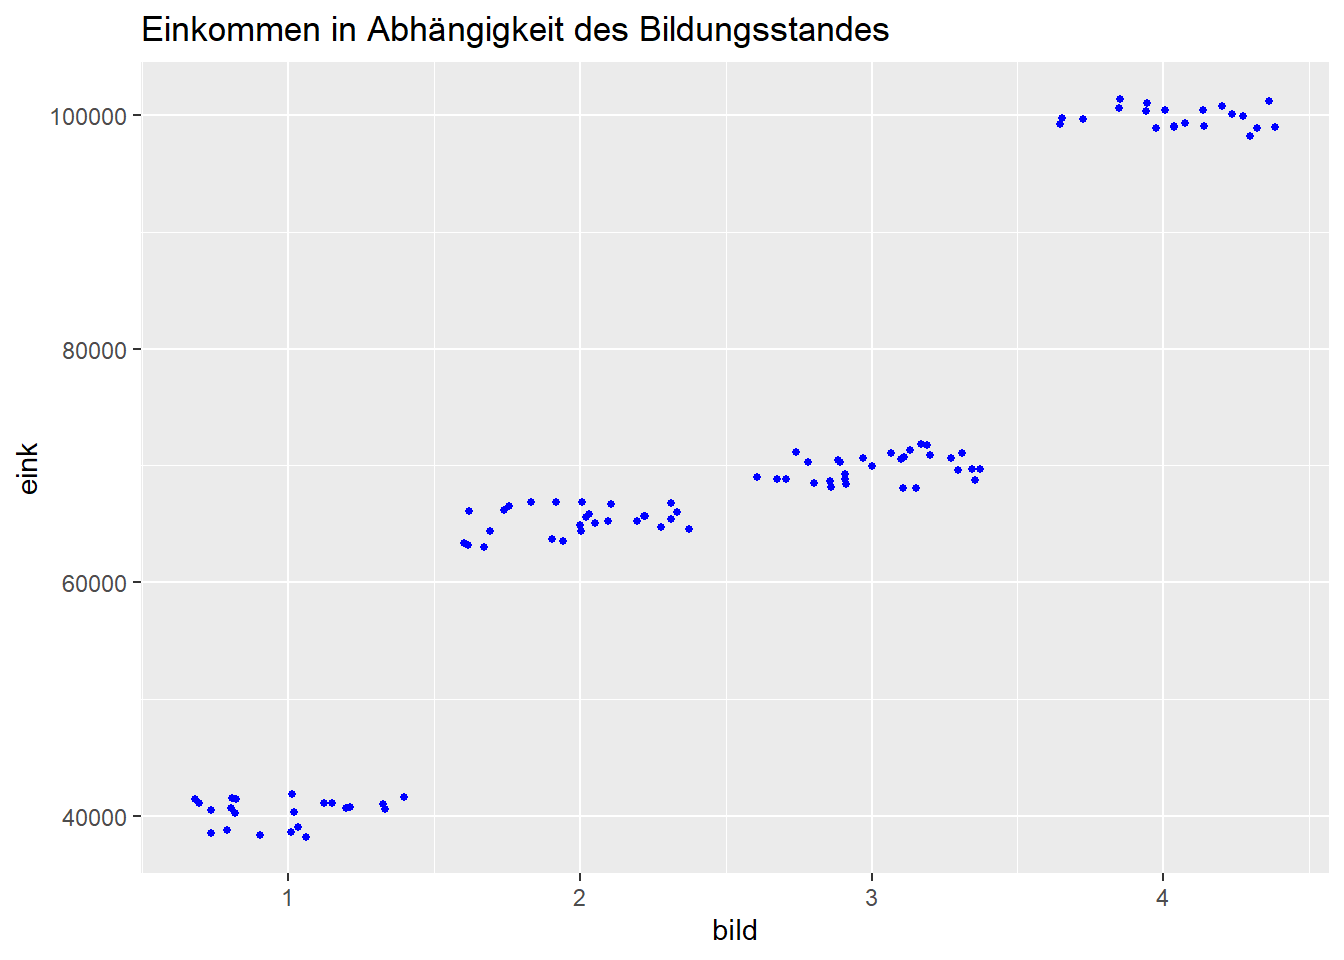 Einkommen in Abhängigkeit des Bildungsstandes
100000
80000
60000
40000
eink
1 2 3 4
bild